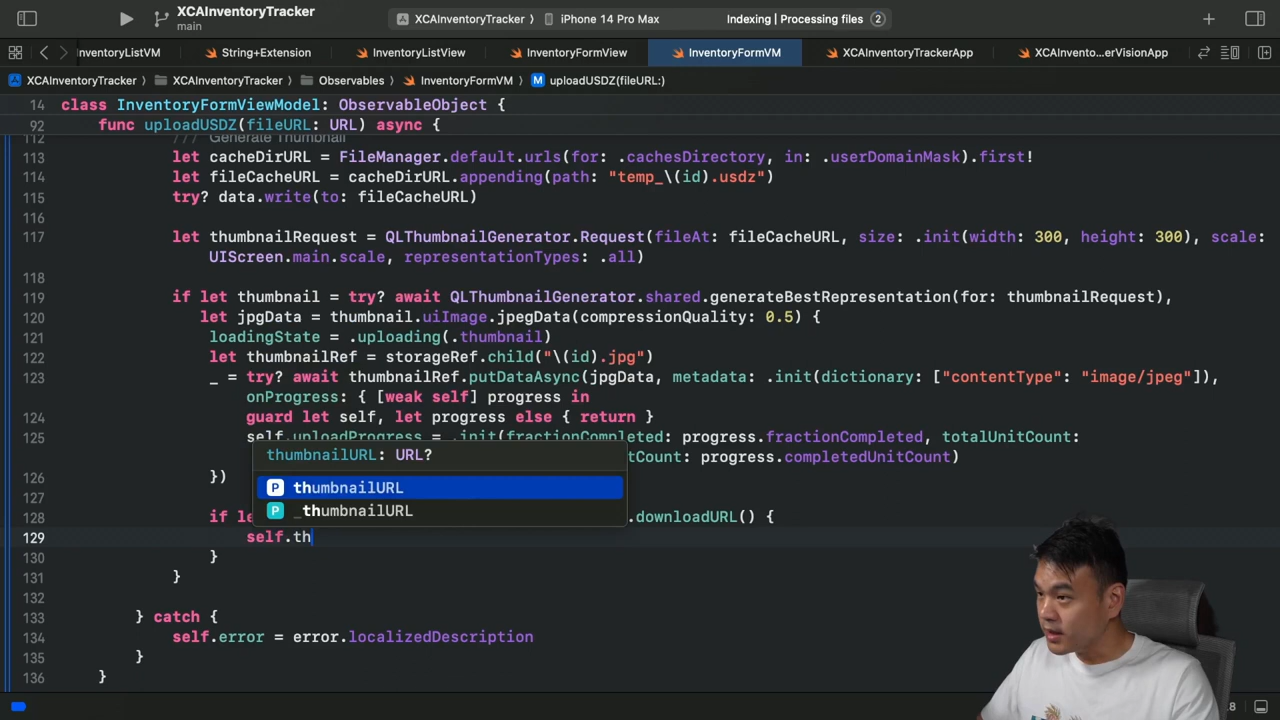 XCAInventoryTracker
main
XCAInventoryTracker
iPhone 14 Pro Max
Indexing | Processing files
2
nventoryListVM
String+Extension
InventoryListView
InventoryFormView
InventoryFormVM
XCAInventoryTrackerApp
XCAInvento...erVisionApp
XCAInventoryTracker
XCAInventoryTracker
Observables
InventoryFormVM
M uploadUSDZ(fileURL:)
14 class InventoryFormViewModel: ObservableObject {
92 func uploadUSDZ(fileURL: URL) async {
112 /// Generate Thumbnail
113 let cacheDirURL = FileManager.default.urls(for: .cachesDirectory, in: .userDomainMask).first!
114 let fileCacheURL = cacheDirURL.appending(path: "temp_\(id).usdz")
115 try? data.write(to: fileCacheURL)
116
117 let thumbnailRequest = QLThumbnailGenerator.Request(fileAt: fileCacheURL, size: .init(width: 300, height: 300), scale:
UIScreen.main.scale, representationTypes: .all)
118
119 if let thumbnail = try? await QLThumbnailGenerator.shared.generateBestRepresentation(for: thumbnailRequest),
120 let jpgData = thumbnail.uiImage.jpegData(compressionQuality: 0.5) {
121 loadingState = .uploading(.thumbnail)
122 let thumbnailRef = storageRef.child("\(id).jpg")
123 _ = try? await thumbnailRef.putDataAsync(jpgData, metadata: .init(dictionary: ["contentType": "image/jpeg"]),
onProgress: { [weak self] progress in
124 guard let self, let progress else { return }
125 self.uploadProgress = .init(fractionCompleted: progress.fractionCompleted, totalUnitCount:
thumbnailURL: URL?
tCount: progress.completedUnitCount)
126 })
P thumbnailURL
127
P _thumbnailURL
128 if le .downloadURL() {
129 self.th
130 }
131 }
132
133 } catch {
134 self.error = error.localizedDescription
135 }
136 }